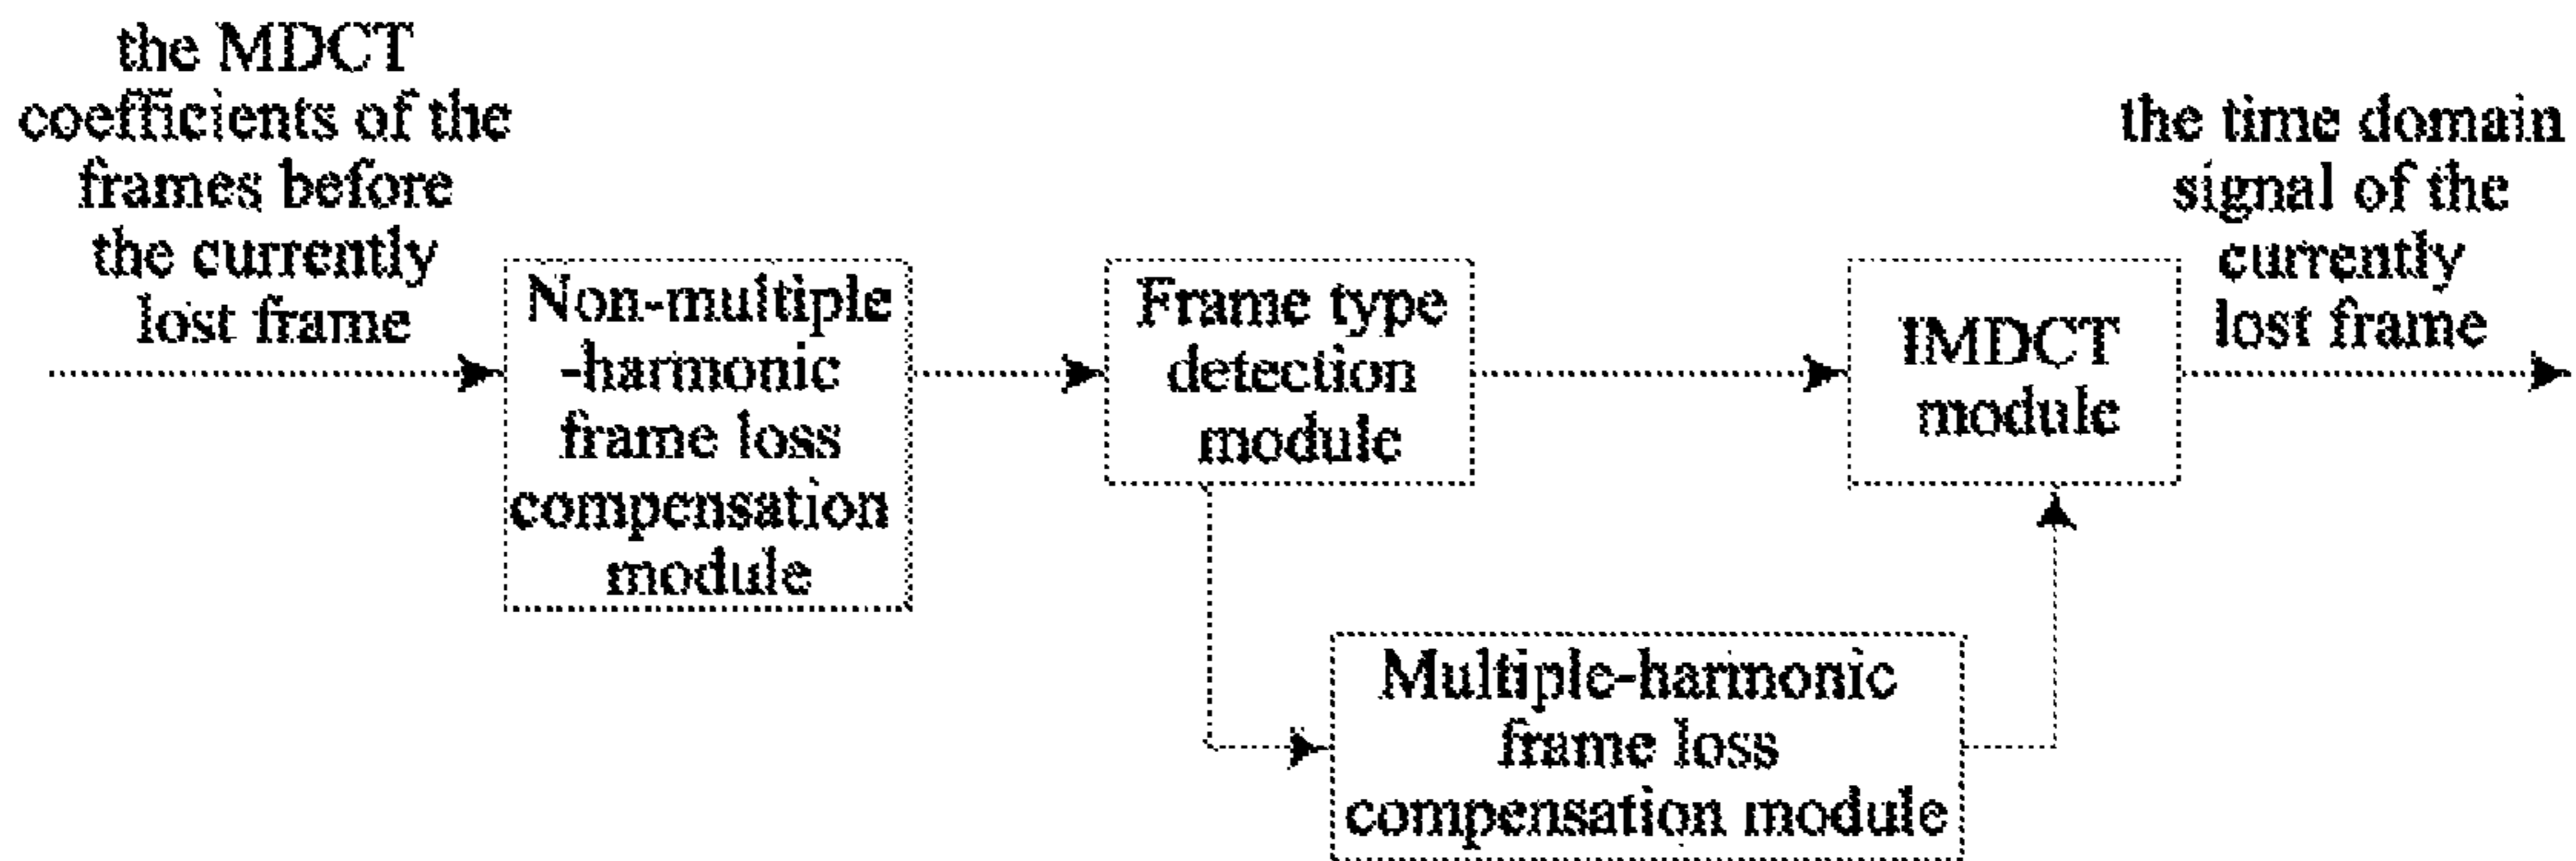 the MDCT
coefficients of the
frames before
the currently
lost frame
Non-multiple
-harmonic
frame loss
compensation
module
Frame type
detection
module
IMDCT
module
the time domain
signal of the
currently
lost frame
Multiple-harmonic
frame loss
compensation module